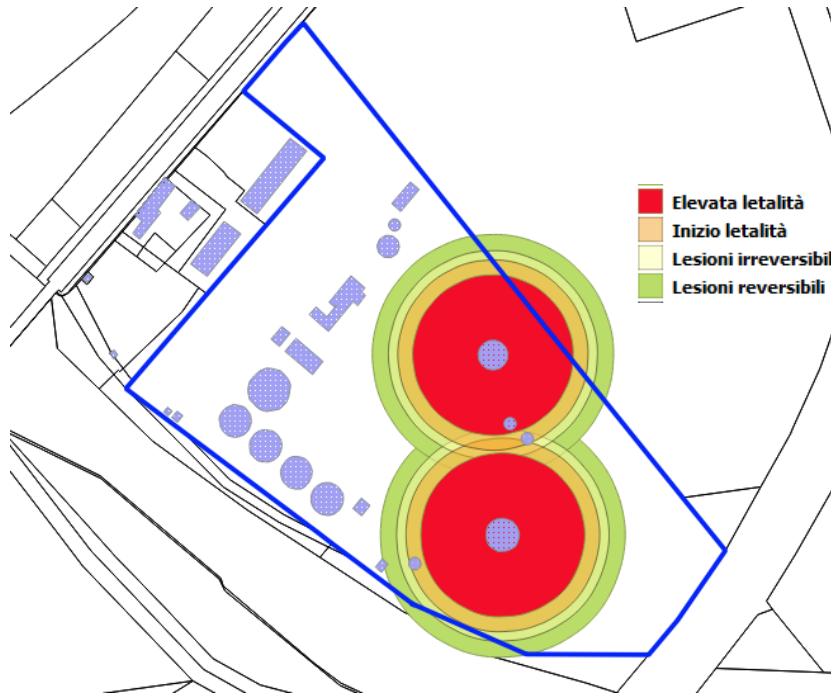 Elevata letalità
Inizio letalità
Lesioni irreversibil
Lesioni reversibili